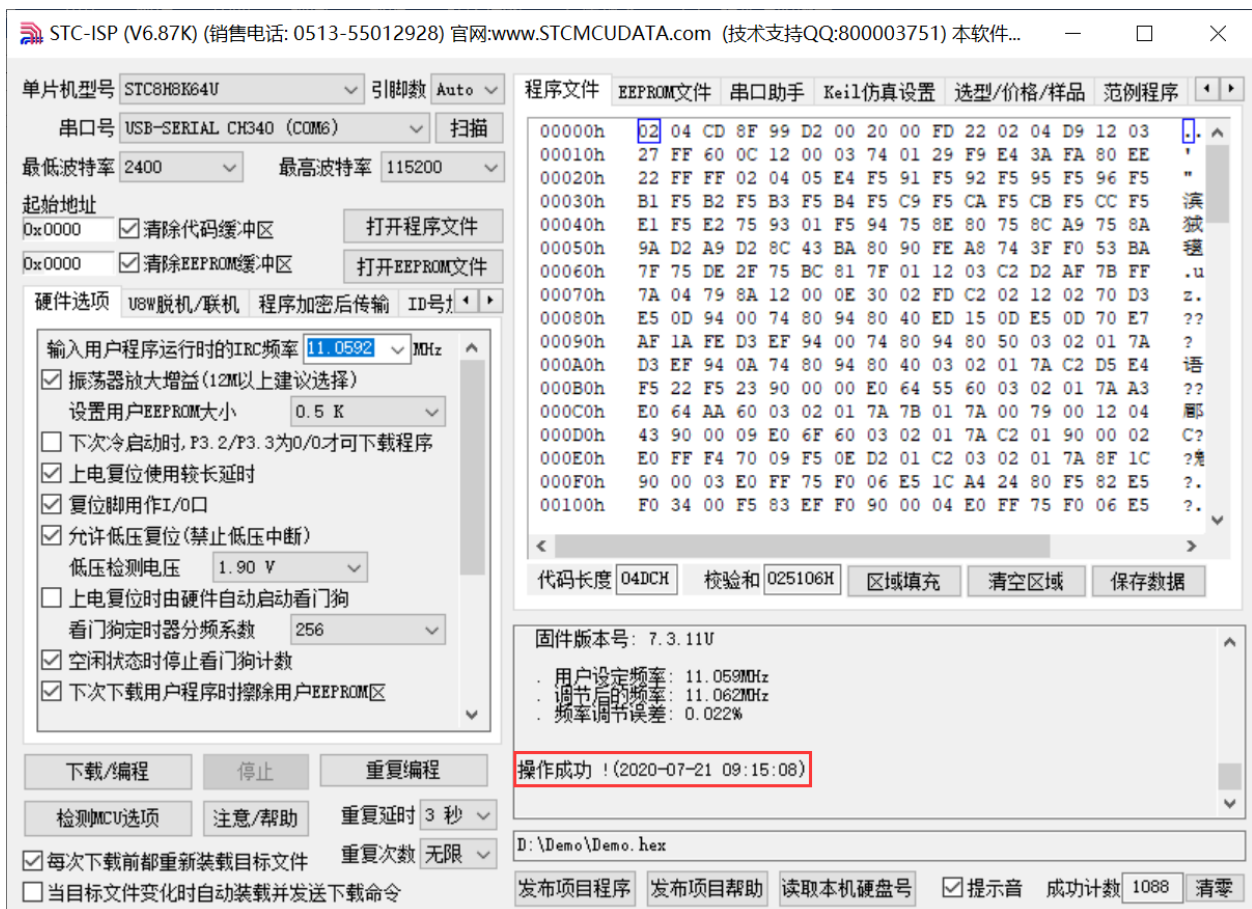 STC-ISP (V6.87K) (销售电话: 0513-55012928) 官网:www.STCMCUDATA.com (技术支持QQ:800003751) 本软件...
单片机型号 STC8H8K64U 引脚数 Auto
串口号 USB-SERIAL CH340 (COM6) 扫描
最低波特率 2400 最高波特率 115200
起始地址
0x0000 清除代码缓冲区 打开程序文件
0x0000 清除EEPROM缓冲区 打开EEPROM文件
硬件选项 U8W脱机/联机 程序加密后传输
输入用户程序运行时的IRC频率 11.0592 MHz
振荡器放大增益(12M以上建议选择)
设置用户EEPROM大小 0.5 K
下次冷启动时,P3.2/P3.3为0/0才可下载程序
上电复位使用较长延时
复位脚用作I/O口
允许低压复位(禁止低压中断)
低压检测电压 1.90 V
上电复位时由硬件自动启动看门狗
看门狗定时器分频系数 256
空闲状态时停止看门狗计数
下次下载用户程序时擦除用户EEPROM区
下载/编程 停止 重复编程
检测MCU选项 注意/帮助 重复延时 3 秒
每次下载前都重新装载目标文件 重复次数 无限
当目标文件变化时自动装载并发送下载命令
程序文件 EEPROM文件 串口助手 Keil仿真设置 选型/价格/样品 范例程序
00000h 02 04 CD 8F 99 D2 00 20 00 FD 22 02 04 D9 12 03 ..
00010h 27 FF 60 0C 12 00 03 74 01 29 F9 E4 3A FA 80 EE '
00020h 22 FF FF 02 04 05 E4 F5 91 F5 92 F5 95 F5 96 F5 "
00030h B1 F5 B2 F5 B3 F5 B4 F5 C9 F5 CA F5 CB F5 CC F5
00040h E1 F5 E2 75 93 01 F5 94 75 8E 80 75 8C A9 75 8A
00050h 9A D2 A9 D2 8C 43 BA 80 90 FE A8 74 3F F0 53 BA
00060h 7F 75 DE 2F 75 BC 81 7F 01 12 03 C2 D2 AF 7B FF .u
00070h 7A 04 79 8A 12 00 0E 30 02 FD C2 02 12 02 70 D3 z.
00080h E5 0D 94 00 74 80 94 80 40 ED 15 0D E5 0D 70 E7 ??
00090h AF 1A FE D3 EF 94 00 74 80 94 80 50 03 02 01 7A ?
000A0h D3 EF 94 0A 74 80 94 80 40 03 02 01 7A C2 D5 E4 语
000B0h F5 22 F5 23 90 00 00 E0 64 55 60 03 02 01 7A A3 ??
000C0h E0 64 AA 60 03 02 01 7A 7B 01 7A 00 79 00 12 04
000D0h 43 90 00 09 E0 6F 60 03 02 01 7A C2 01 90 00 02 C?
000E0h E0 FF F4 70 09 F5 0E D2 01 C2 03 02 01 7A 8F 1C
000F0h 90 00 03 E0 FF 75 F0 06 E5 1C A4 24 80 F5 82 E5 ?.
00100h F0 34 00 F5 83 EF F0 90 00 04 E0 FF 75 F0 06 E5 ?.
代码长度 04DCH 校验和 025106H 区域填充 清空区域 保存数据
固件版本号: 7.3.11U
. 用户设定频率: 11.059MHz
. 调节后的频率: 11.062MHz
. 频率调节误差: 0.022%
操作成功 !(2020-07-21 09:15:08)
D:\Demo\Demo.hex
发布项目程序 发布项目帮助 读取本机硬盘号 提示音 成功计数 1088 清零